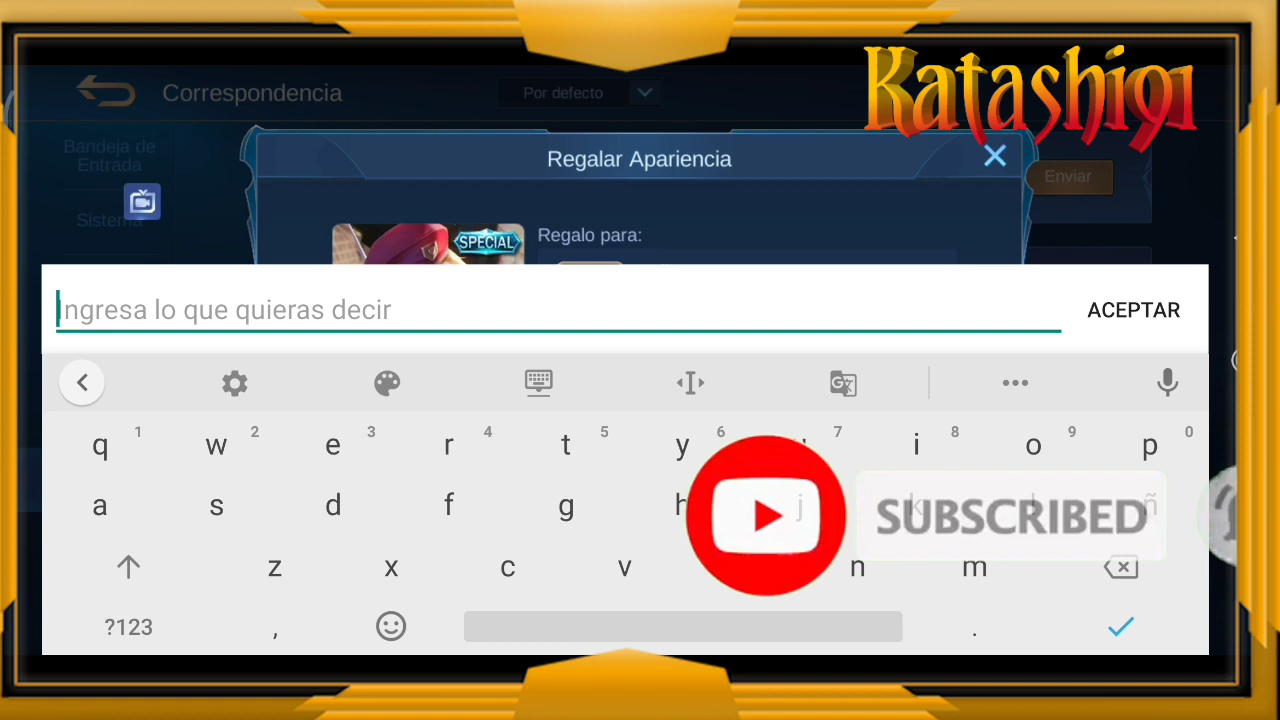 Katashi91
Correspondencia
Por defecto
Bandeja de
Entrada
Sistema
Regalar Apariencia
Enviar
SPECIAL
Regalo para:
Ingresa lo que quieras decir
ACEPTAR
q 1 w 2 e 3 r 4 t 5 y 6 7 i 8 o 9 p 0
a s d f g h j k l ñ
z x c v n m
?123 , .
SUBSCRIBED